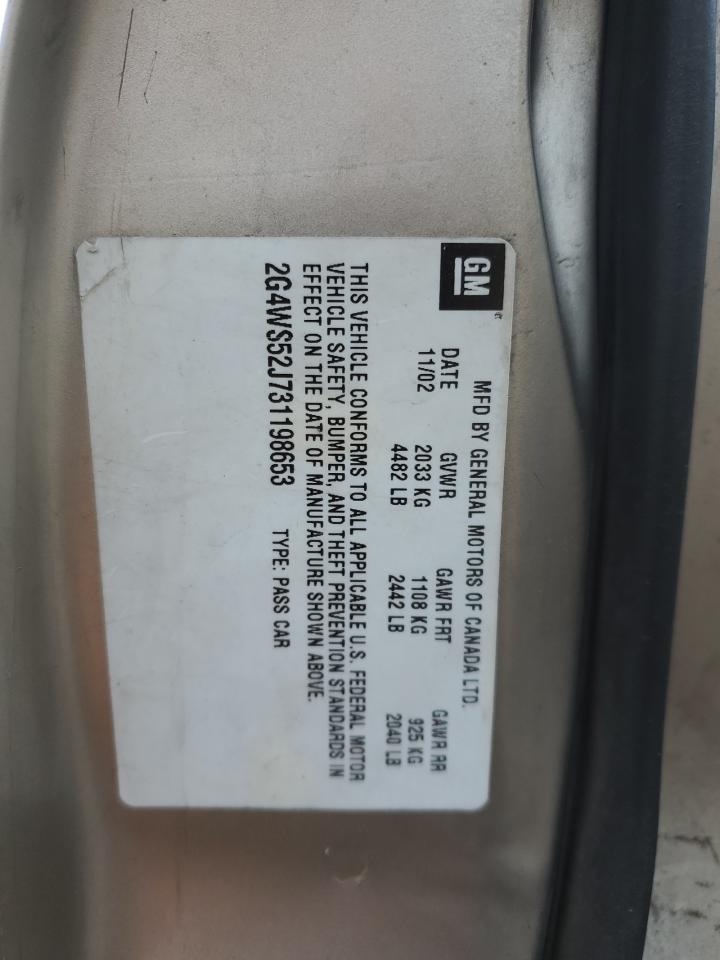 GM
MFD BY GENERAL MOTORS OF CANADA LTD.
DATE GVWR GAWR FRT GAWR RR
11/02 2033 KG 1108 KG 925 KG
4482 LB 2442 LB 2040 LB
THIS VEHICLE CONFORMS TO ALL APPLICABLE U.S. FEDERAL MOTOR
VEHICLE SAFETY, BUMPER, AND THEFT PREVENTION STANDARDS IN
EFFECT ON THE DATE OF MANUFACTURE SHOWN ABOVE.
2G4WS52J731198653 TYPE: PASS CAR